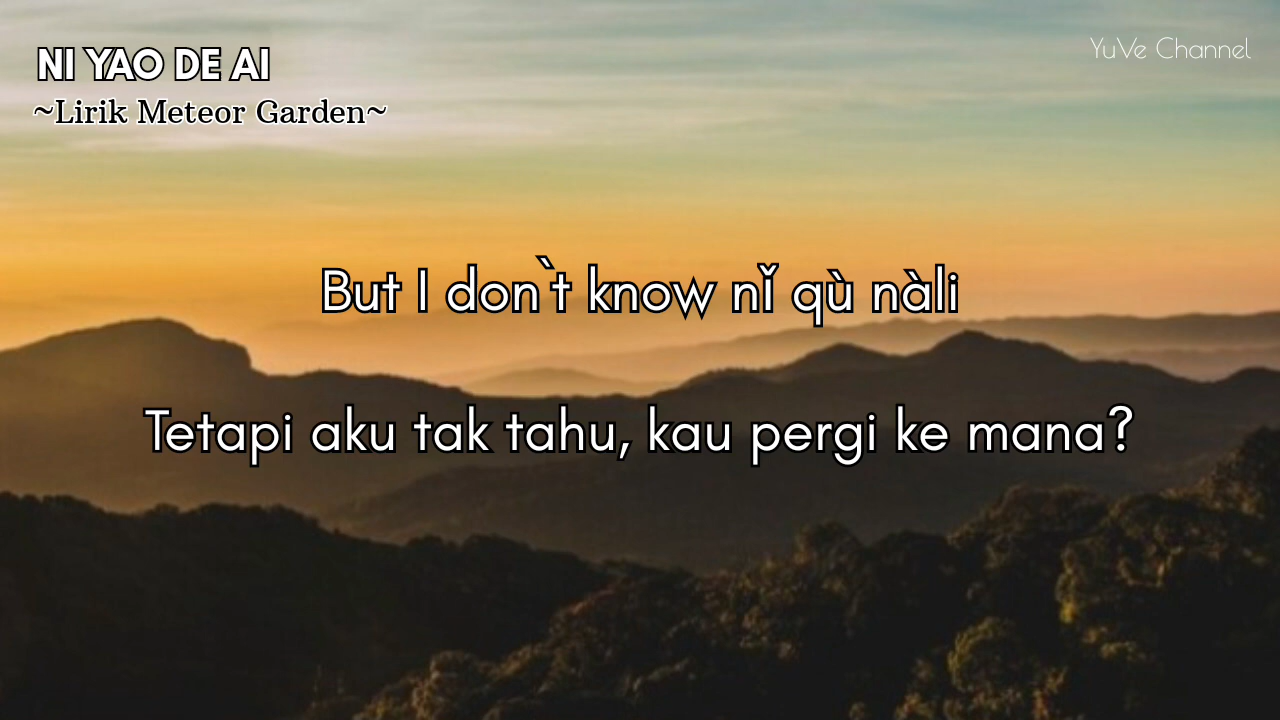 NI YAO DE AI
YuVe Channel
~Lirik Meteor Garden~
But I don`t know nǐ qù nàli
Tetapi aku tak tahu, kau pergi ke mana?